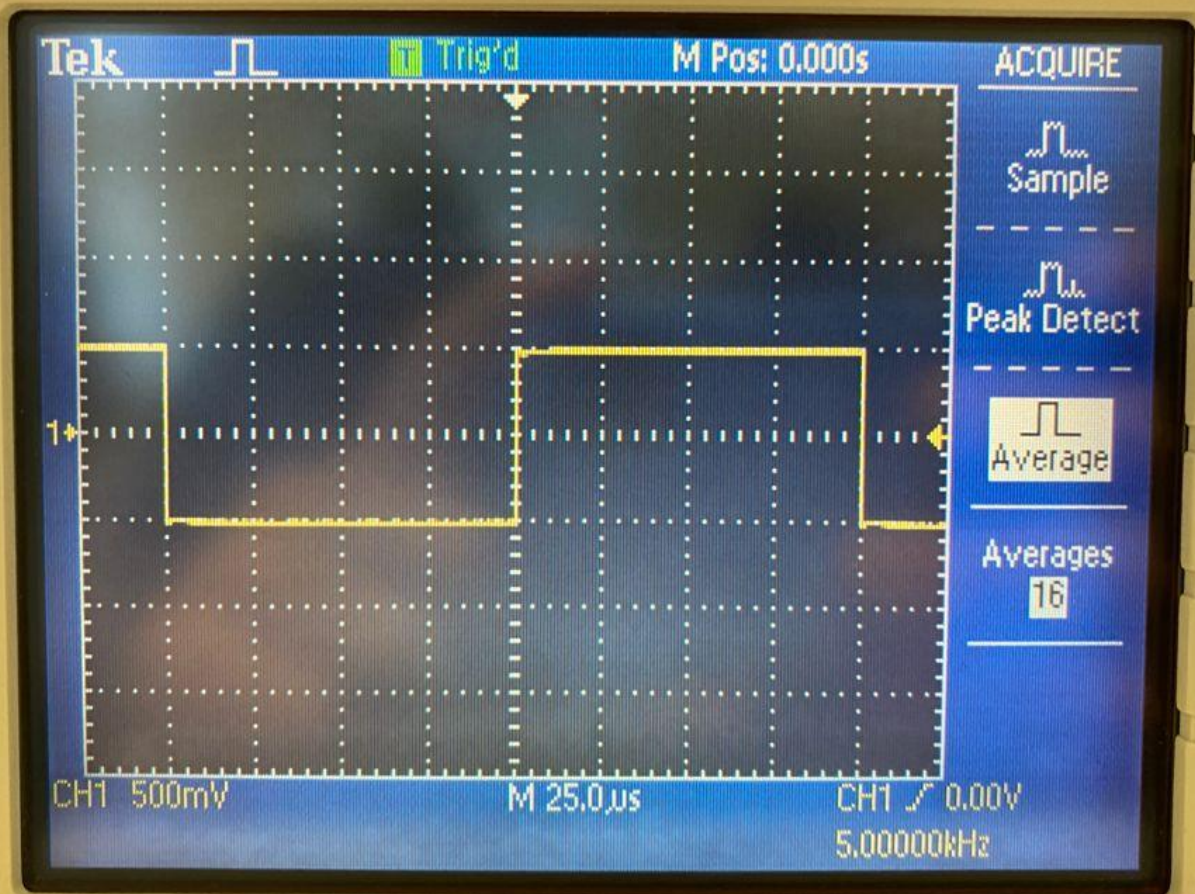 Tek T Trig'd M Pos: 0.000s ACQUIRE
Sample
Peak Detect
1
Average
Averages
16
CH1 500mV M 25.0µs CH1 0.00V
5.00000kHz